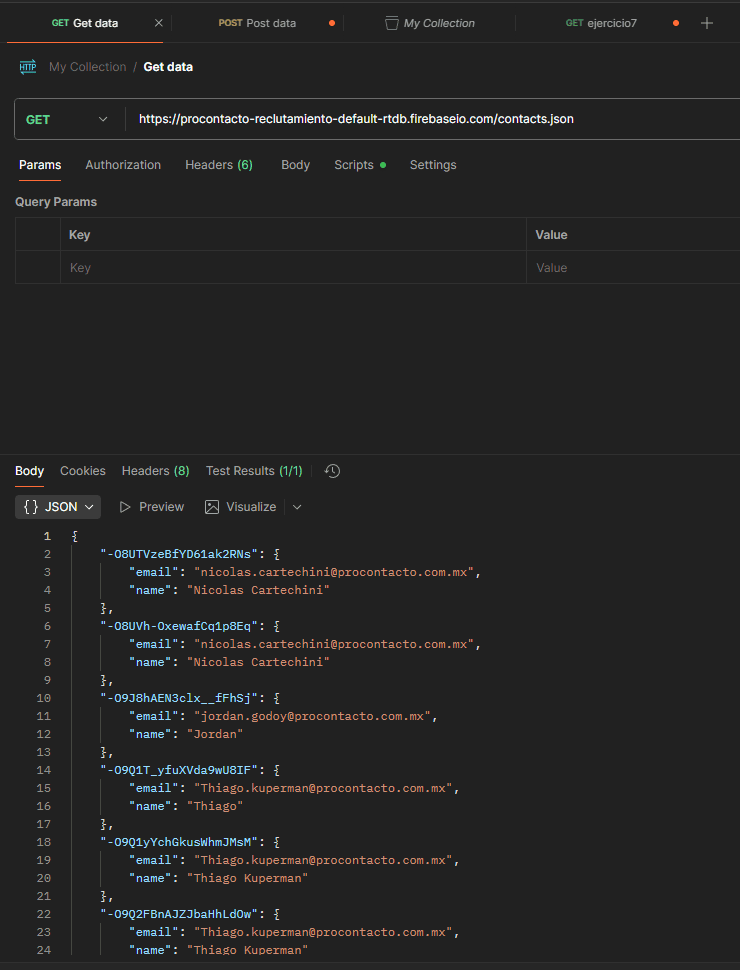 GET Get data POST Post data My Collection GET ejercicio7
HTTP My Collection / Get data
GET https://procontacto-reclutamiento-default-rtdb.firebaseio.com/contacts.json
Params Authorization Headers (6) Body Scripts Settings
Query Params
Key Value
Key Value
Body Cookies Headers (8) Test Results (1/1)
{ } JSON Preview Visualize
1 {
2 "-O8UTVzeBfYD61ak2RNs": {
3 "email": "nicolas.cartechini@procontacto.com.mx",
4 "name": "Nicolas Cartechini"
5 },
6 "-O8UVh-OxewafCq1p8Eq": {
7 "email": "nicolas.cartechini@procontacto.com.mx",
8 "name": "Nicolas Cartechini"
9 },
10 "-O9J8hAEN3clx__fFhSj": {
11 "email": "jordan.godoy@procontacto.com.mx",
12 "name": "Jordan"
13 },
14 "-O9Q1T_yfuXVda9wU8IF": {
15 "email": "Thiago.kuperman@procontacto.com.mx",
16 "name": "Thiago"
17 },
18 "-O9Q1yYchGkusWhmJMsM": {
19 "email": "Thiago.kuperman@procontacto.com.mx",
20 "name": "Thiago Kuperman"
21 },
22 "-O9Q2FBnAJZJbaHhLdOw": {
23 "email": "Thiago.kuperman@procontacto.com.mx",
24 "name": "Thiago Kuperman"